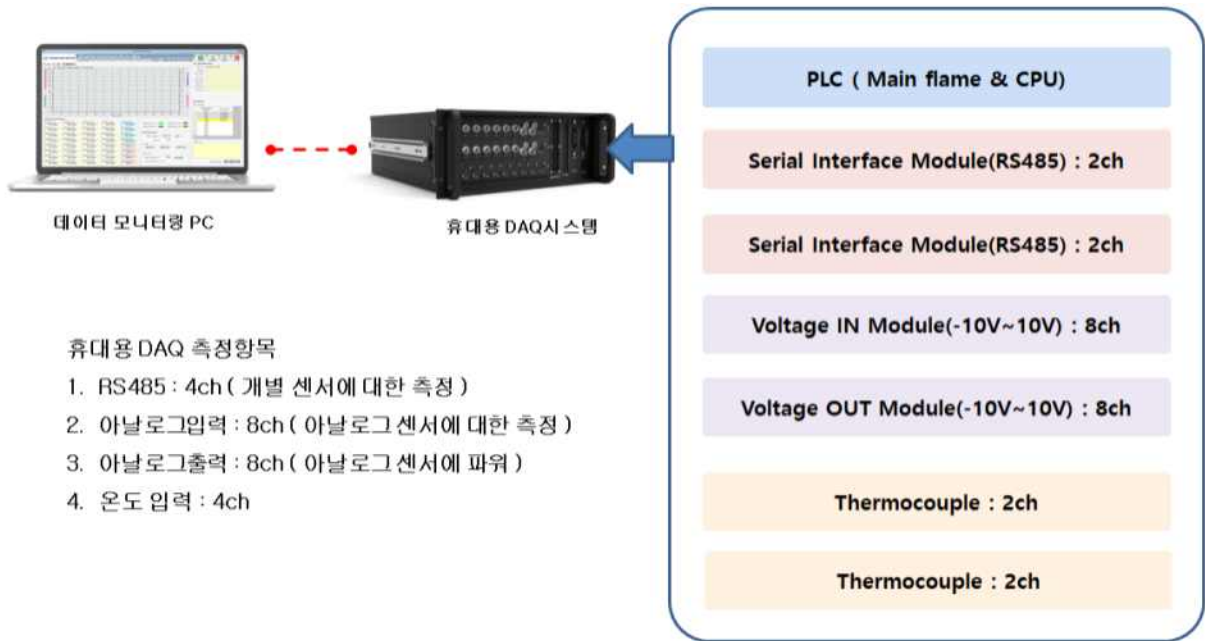 데이터 모니터링 PC
휴대용 DAQ시스템
휴대용 DAQ 측정항목
1. RS485 : 4ch ( 개별 센서에 대한 측정 )
2. 아날로그입력 : 8ch ( 아날로그센서에 대한 측정 )
3. 아날로그출력 : 8ch ( 아날로그센서에 파워 )
4. 온도 입력 : 4ch
PLC ( Main flame & CPU)
Serial Interface Module(RS485) : 2ch
Serial Interface Module(RS485) : 2ch
Voltage IN Module(-10V~10V) : 8ch
Voltage OUT Module(-10V~10V) : 8ch
Thermocouple : 2ch
Thermocouple : 2ch